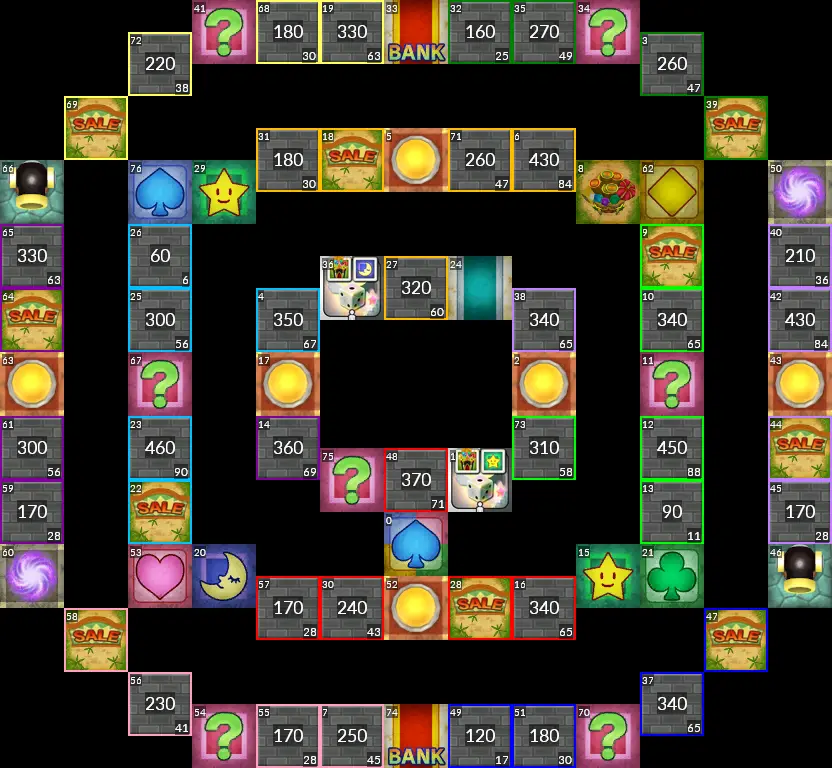 41 68 19 33 32 35 34
? 180 330 BANK 160 270 ?
30 63 25 49
72 220 38
3 260 47
69 SALE
39 SALE
31 18 5 71 6
180 SALE 260 430
30 47 84
66 76 29 8 62 50
65 330 63
26 60 6
9 SALE
40 210 36
36 27 320 60 24
64 SALE
25 300 56
4 350 67
38 340 65
10 340 65
42 430 84
63 67 ? 17 2 11 ? 43
61 300 56
23 460 90
14 360 69
73 310 58
12 450 88
44 SALE
75 ? 48 370 71 1
59 170 28
22 SALE
13 90 11
45 170 28
0
60 53 20 15 21 46
57 30 52 28 16
170 240 SALE 340
28 43 65
58 SALE
47 SALE
56 230 41
37 340 65
54 55 7 74 49 51 70
? 170 250 BANK 120 180 ?
28 45 17 30